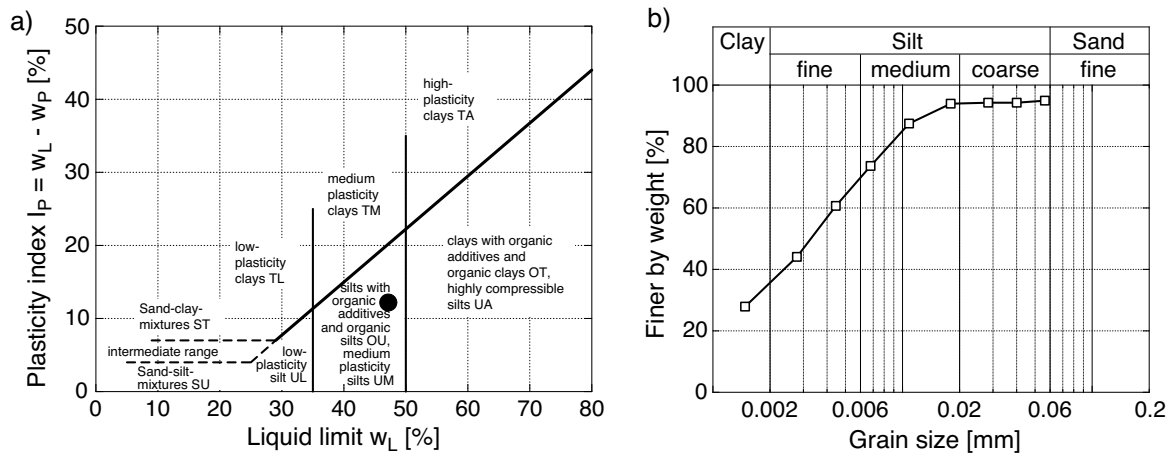 a)
Plasticity index I_P = w_L - w_P [%]
50
40
30
20
10
0
high-
plasticity
clays TA
medium
plasticity
clays TM
low-
plasticity
clays TL
clays with organic
additives and
organic clays OT,
highly compressible
silts UA
silts with
organic
additives
and organic
silts OU,
medium
plasticity
silts UM
Sand-clay-
mixtures ST
intermediate range
Sand-silt-
mixtures SU
low-
plasticity
silt UL
0 10 20 30 40 50 60 70 80
Liquid limit w_L [%]
b)
Clay Silt Sand
fine medium coarse fine
Finer by weight [%]
100
80
60
40
20
0
0.002 0.006 0.02 0.06 0.2
Grain size [mm]